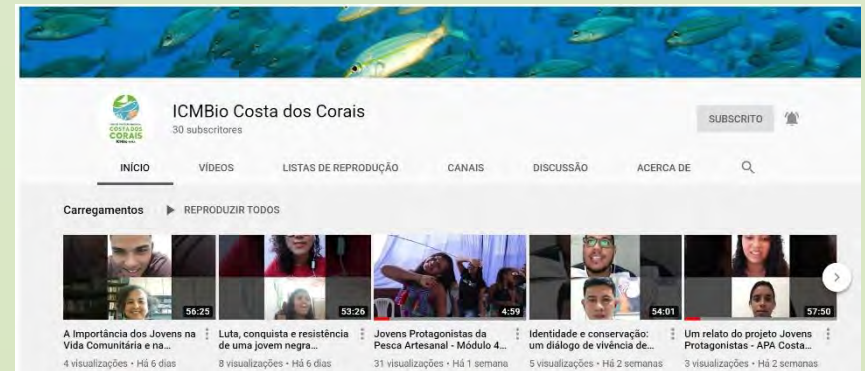 COSTA DOS
CORAIS
ICMBio Costa dos Corais
30 subscritores
SUBSCRITO
INÍCIO VÍDEOS LISTAS DE REPRODUÇÃO CANAIS DISCUSSÃO ACERCA DE
Carregamentos REPRODUZIR TODOS
56:25 53:26 4:59 54:01 57:50
A Importância dos Jovens na
Vida Comunitária e na...
4 visualizações • Há 6 dias
Luta, conquista e resistência
de uma jovem negra...
8 visualizações • Há 6 dias
Jovens Protagonistas da
Pesca Artesanal - Módulo 4...
31 visualizações • Há 1 semana
Identidade e conservação:
um diálogo de vivência de...
5 visualizações • Há 2 semanas
Um relato do projeto Jovens
Protagonistas - APA Costa...
3 visualizações • Há 2 semanas